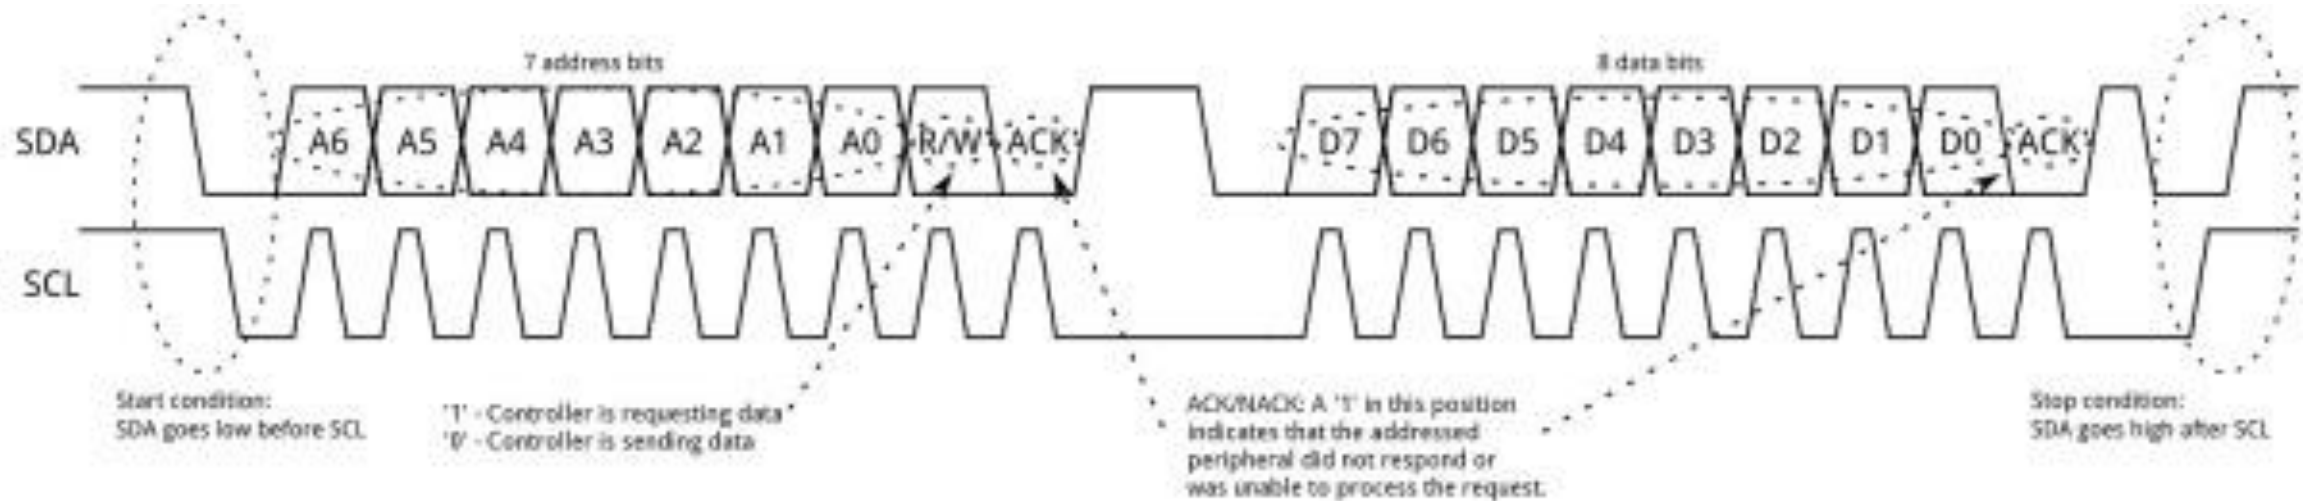 7 address bits
8 data bits
SDA
A6 A5 A4 A3 A2 A1 A0 R/W ACK
D7 D6 D5 D4 D3 D2 D1 D0 ACK
SCL
Start condition:
SDA goes low before SCL
'1' - Controller is requesting data
'0' - Controller is sending data
ACK/NACK: A '1' in this position
indicates that the addressed
peripheral did not respond or
was unable to process the request.
Stop condition:
SDA goes high after SCL